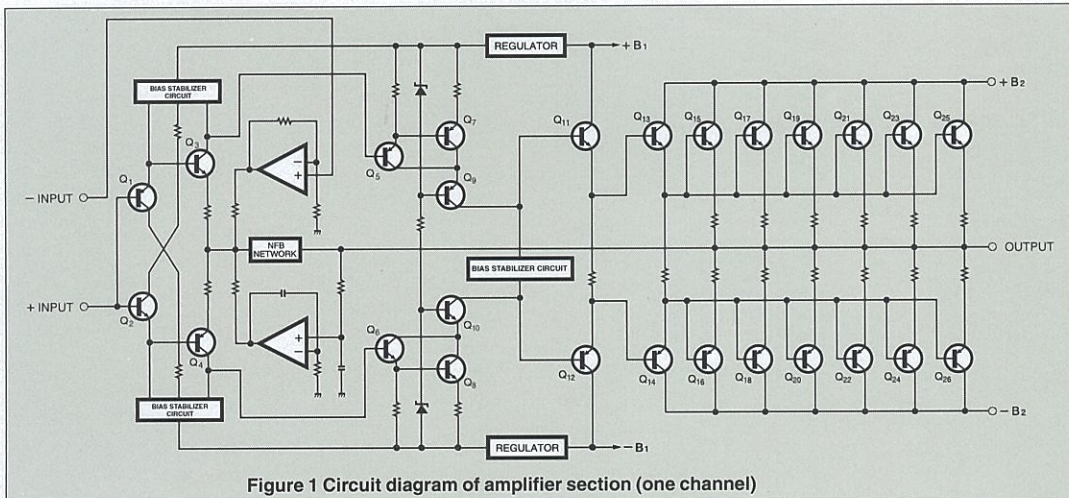 REGULATOR
+B₁
BIAS STABILIZER
CIRCUIT
+B₂
Q₃
Q₇
Q₁₁
Q₁₃
Q₁₅
Q₁₇
Q₁₉
Q₂₁
Q₂₃
Q₂₅
−
+
Q₅
Q₁
Q₉
− INPUT
NFB
NETWORK
OUTPUT
BIAS STABILIZER CIRCUIT
+ INPUT
Q₂
Q₁₀
Q₆
+
−
Q₄
Q₈
Q₁₂
Q₁₄
Q₁₆
Q₁₈
Q₂₀
Q₂₂
Q₂₄
Q₂₆
BIAS STABILIZER
CIRCUIT
−B₂
REGULATOR
−B₁
Figure 1 Circuit diagram of amplifier section (one channel)